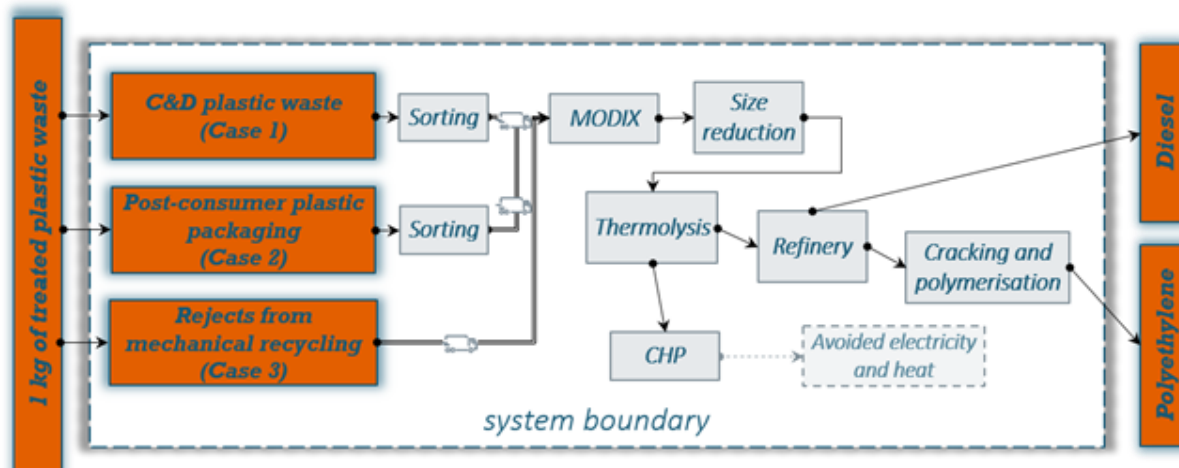 1 kg of treated plastic waste
C&D plastic waste
(Case 1)
Sorting
MODIX
Size
reduction
Diesel
Post-consumer plastic
packaging
(Case 2)
Sorting
Thermolysis
Refinery
Cracking and
polymerisation
Rejects from
mechanical recycling
(Case 3)
CHP
Avoided electricity
and heat
Polyethylene
system boundary